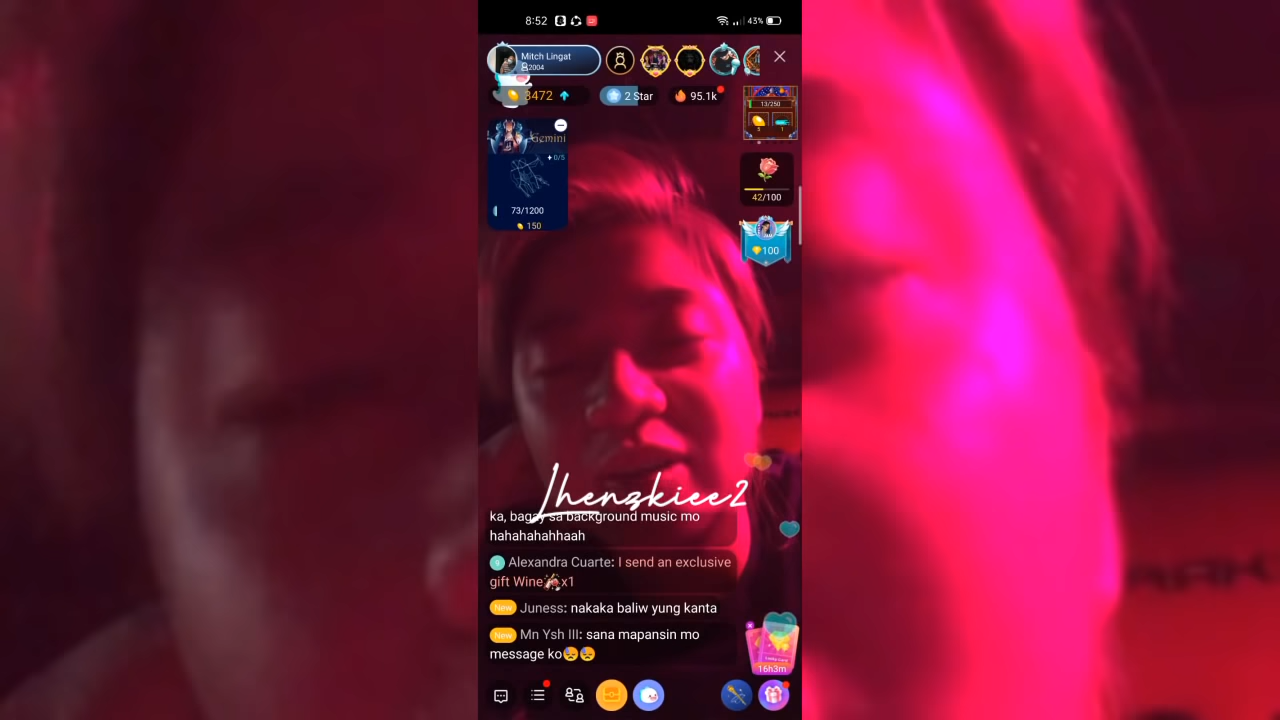 8:52
43%
Mitch Lingat
2004
3472
2 Star
95.1k
13/250
Gemini
0/5
73/1200
150
42/100
100
Lhenzkiee2
ka, bagay sa background music mo
hahahahahhaah
Alexandra Cuarte: I send an exclusive
gift Wine x1
New Juness: nakaka baliw yung kanta
New Mn Ysh III: sana mapansin mo
message ko
16h3m